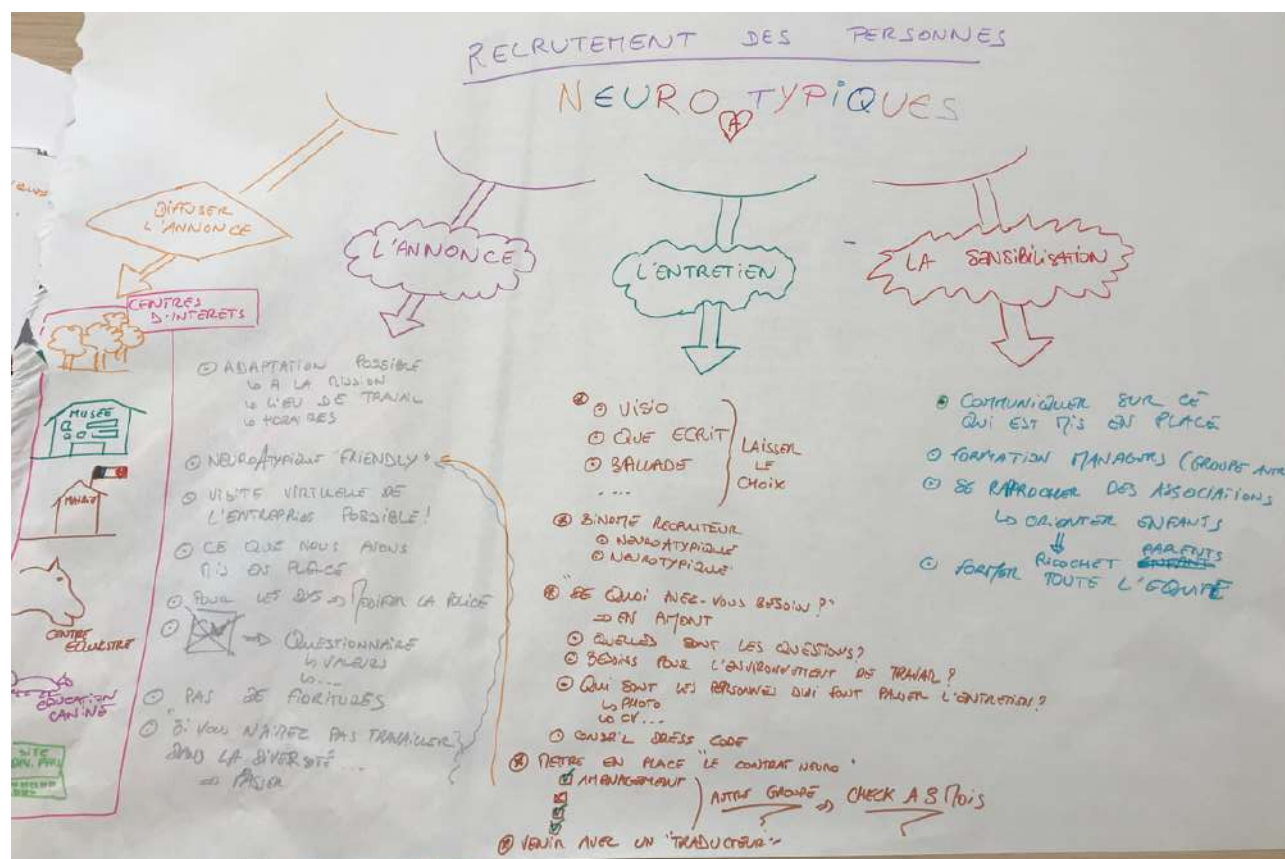 RECRUTEMENT DES PERSONNES
NEURO A TYPIQUES
DIFFUSER
L'ANNONCE
CENTRES
D'INTERETS
MUSÉE
CENTRE
EQUESTRE
EDUCATION
CANINE
SITE
L'ANNONCE
⊙ ADAPTATION POSSIBLE
↳ A LA MISSION
↳ LIEU DE TRAVAIL
↳ HORAIRES
⊙ NEUROATYPIQUE "FRIENDLY"
⊙ VISITE VIRTUELLE DE
L'ENTREPRISE POSSIBLE!
⊙ CE QUE NOUS AVONS
MIS EN PLACE
⊙ POUR LES DYS ⇒ MODIFIER LA POLICE
⊙ CV ⇒ QUESTIONNAIRE
↳ VALEURS
↳ ...
⊙ PAS DE FIORITURES
⊙ "SI VOUS N'AIMEZ PAS TRAVAILLER
DANS LA DIVERSITÉ...
⇒ PASSER
L'ENTRETIEN
⊙ VISIO
⊙ QUE ECRIT
⊙ BALLADE
....
LAISSER
LE
CHOIX
BINOME RECRUTEUR
⊙ NEUROATYPIQUE
⊙ NEUROTYPIQUE
"DE QUOI AVEZ-VOUS BESOIN ?"
⇒ EN AMONT
⊙ QUELLES SONT LES QUESTIONS?
⊙ BESOINS POUR L'ENVIRONNEMENT DE TRAVAIL ?
⊙ QUI SONT LES PERSONNES QUI FONT PASSER L'ENTRETIEN ?
↳ PHOTO
↳ CV...
⊙ CONSEIL DRESS CODE
METTRE EN PLACE "LE CONTRAT NEURO"
AMENAGEMENT
AUTRE GROUPE ⇒ CHECK A 3 MOIS
VENIR AVEC UN "TRADUCTEUR"
LA SENSIBILISATION
COMMUNIQUER SUR CE
QUI EST MIS EN PLACE
⊙ FORMATION MANAGERS (GROUPE
⊙ SE RAPROCHER DES ASSOCIATIONS
↳ ORIENTER ENFANTS
RICOCHET ENFANT PARENTS
⊙ FORMER TOUTE L'EQUIPE